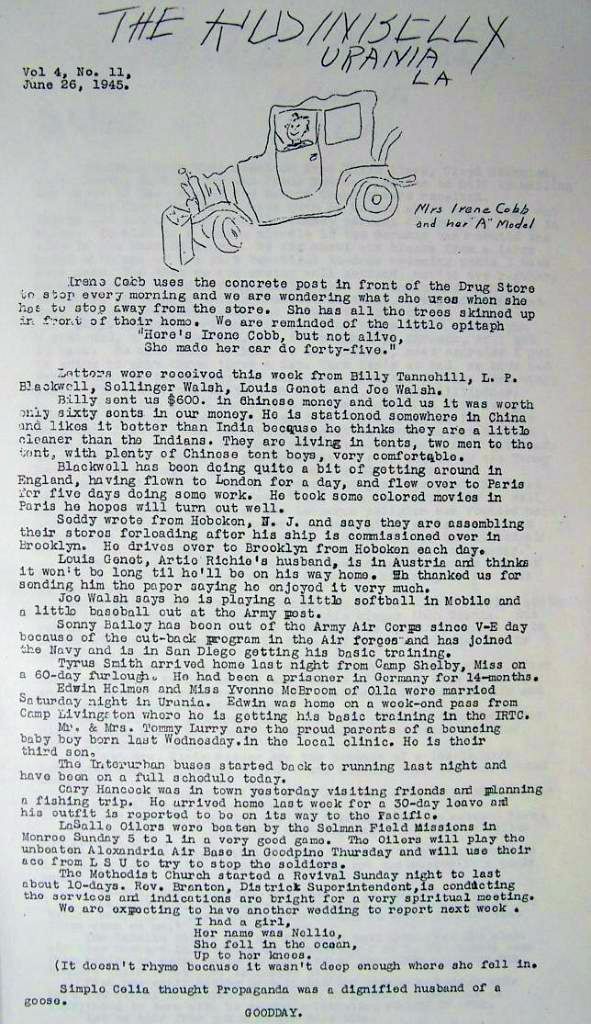 THE HUSINBELLY
URANIA
LA
Vol 4, No. 11,
June 26, 1945.
Mrs Irene Cobb
and her "A" Model
Irene Cobb uses the concrete post in front of the Drug Store
to stop every morning and we are wondering what she uses when she
has to stop away from the store. She has all the trees skinned up
in front of their home. We are reminded of the little epitaph
"Here's Irene Cobb, but not alive,
She made her car do forty-five."
Letters were received this week from Billy Tannehill, L. P.
Blackwell, Sollinger Walsh, Louis Genot and Joe Walsh.
Billy sent us $600. in Chinese money and told us it was worth
only sixty cents in our money. He is stationed somewhere in China
and likes it better than India becquse he thinks they are a little
cleaner than the Indians. They are living in tents, two men to the
tent, with plenty of Chinese tent boys, very comfortable.
Blackwell has been doing quite a bit of getting around in
England, having flown to London for a day, and flew over to Paris
for five days doing some work. He took some colored movies in
Paris he hopes will turn out well.
Seddy wrote from Hoboken, N. J. and says they are assembling
their stores forloading after his ship is commissioned over in
Brooklyn. He drives over to Brooklyn from Hoboken each day.
Louis Genot, Artie Richie's husband, is in Austria and thinks
it won't be long til he'll be on his way home. Eh thanked us for
sending him the paper saying he enjoyed it very much.
Joe Walsh says he is playing a little softball in Mobile and
a little baseball out at the Army post.
Sonny Bailey has been out of the Army Air Corps since V-E day
because of the cut-back program in the Air forces and has joined
the Navy and is in San Diego getting his basic training.
Tyrus Smith arrived home last night from Camp Shelby, Miss on
a 60-day furlough. He had been a prisoner in Germany for 14-months.
Edwin Holmes and Miss Yvonne McBroom of Olla were married
Saturday night in Urania. Edwin was home on a week-end pass from
Camp Livingston where he is getting his basic training in the IRTC.
Mr. & Mrs. Tommy Lurry are the proud parents of a bouncing
baby boy born last Wednesday.in the local clinic. He is their
third son.
The Interurban buses started back to running last night and
have been on a full schedule today.
Cary Hancock was in town yesterday visiting friends and planning
a fishing trip. He arrived home last week for a 30-day leave and
his outfit is reported to be on its way to the Pacific.
LaSalle Oilers were beaten by the Selman Field Missions in
Monroe Sunday 5 to 1 in a very good game. The Oilers will play the
unbeaten Alexandria Air Base in Goodpine Thursday and will use their
ace from L S U to try to stop the soldiers.
The Methodist Church started a Revival Sunday night to last
about 10-days. Rev. Branton, District Superintendent,is conducting
the services and indications are bright for a very spiritual meeting.
We are expecting to have another wedding to report next week .
I had a girl,
Her name was Nellie,
She fell in the ocean,
Up to her knees.
(It doesn't rhyme because it wasn't deep enough where she fell in.
Simple Celia thought Propaganda was a dignified husband of a
goose.
GOODDAY.